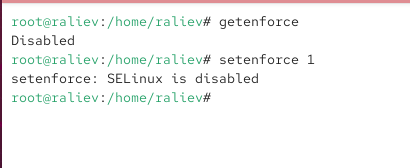 root@raliev:/home/raliev# getenforce
Disabled
root@raliev:/home/raliev# setenforce 1
setenforce: SELinux is disabled
root@raliev:/home/raliev#